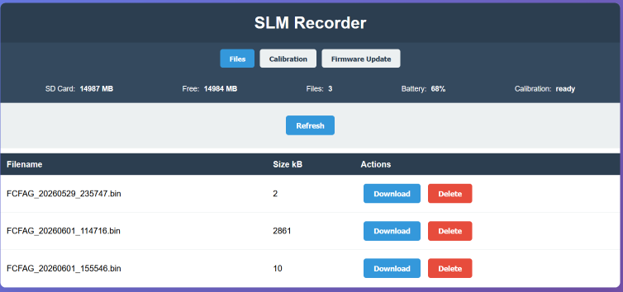 SLM Recorder
Files Calibration Firmware Update
SD Card: 14987 MB Free: 14984 MB Files: 3 Battery: 68% Calibration: ready
Refresh
Filename Size kB Actions
FCFAG_20260529_235747.bin 2 Download Delete
FCFAG_20260601_114716.bin 2861 Download Delete
FCFAG_20260601_155546.bin 10 Download Delete